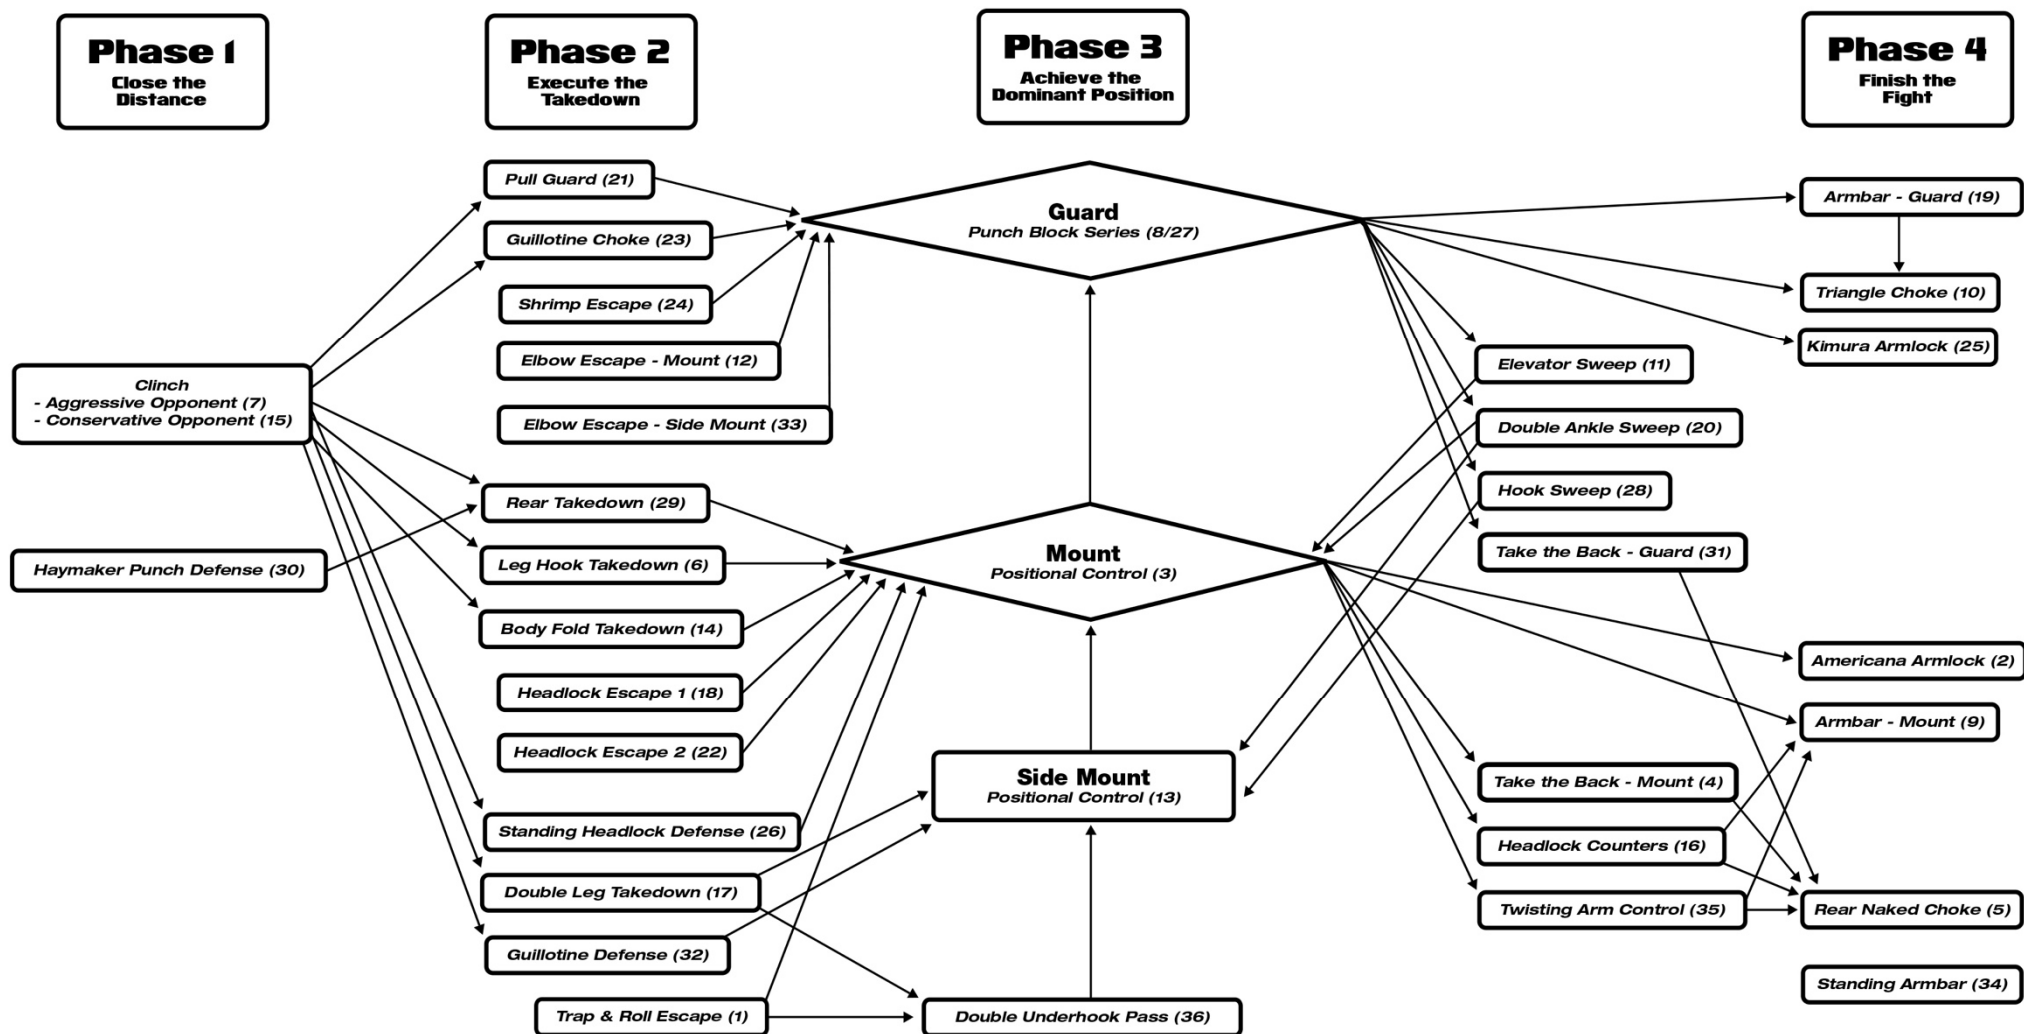 Phase 1
Close the
Distance
Phase 2
Execute the
Takedown
Phase 3
Achieve the
Dominant Position
Phase 4
Finish the
Fight
Clinch
- Aggressive Opponent (7)
- Conservative Opponent (15)
Haymaker Punch Defense (30)
Pull Guard (21)
Guillotine Choke (23)
Shrimp Escape (24)
Elbow Escape - Mount (12)
Elbow Escape - Side Mount (33)
Rear Takedown (29)
Leg Hook Takedown (6)
Body Fold Takedown (14)
Headlock Escape 1 (18)
Headlock Escape 2 (22)
Standing Headlock Defense (26)
Double Leg Takedown (17)
Guillotine Defense (32)
Trap & Roll Escape (1)
Guard
Punch Block Series (8/27)
Mount
Positional Control (3)
Side Mount
Positional Control (13)
Double Underhook Pass (36)
Elevator Sweep (11)
Double Ankle Sweep (20)
Hook Sweep (28)
Take the Back - Guard (31)
Take the Back - Mount (4)
Headlock Counters (16)
Twisting Arm Control (35)
Armbar - Guard (19)
Triangle Choke (10)
Kimura Armlock (25)
Americana Armlock (2)
Armbar - Mount (9)
Rear Naked Choke (5)
Standing Armbar (34)